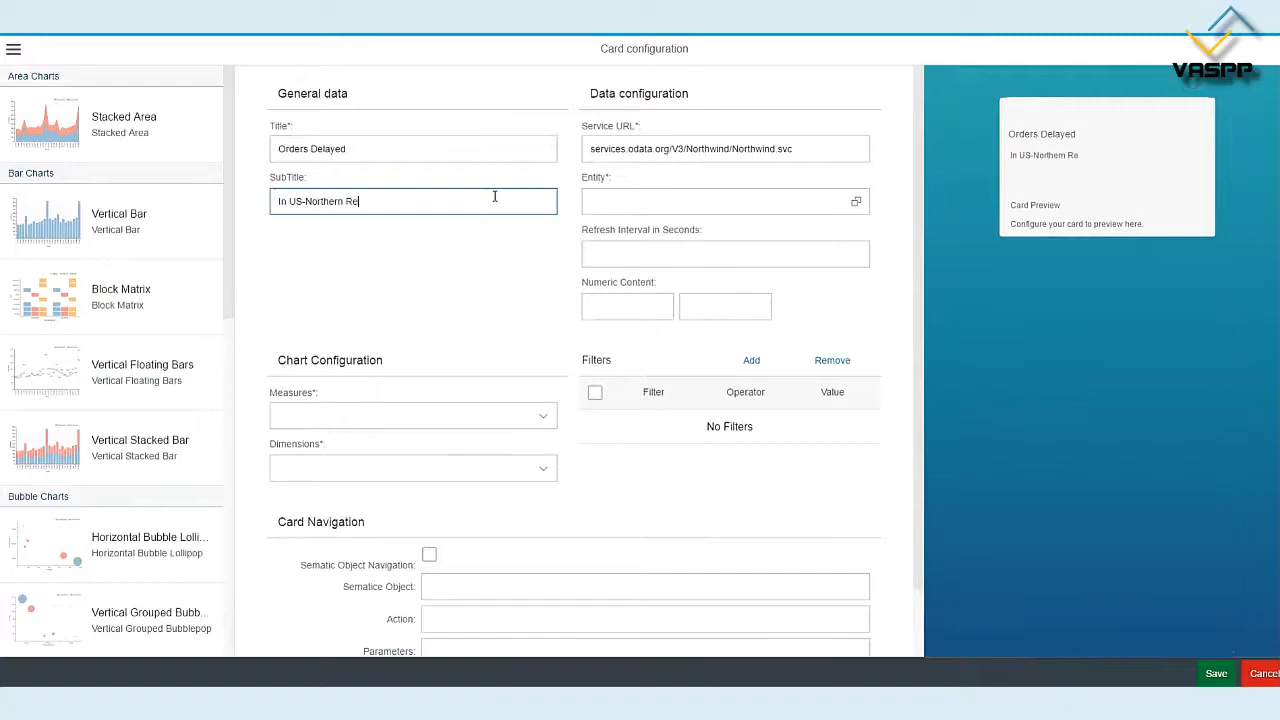 Card configuration
VASPP
Area Charts
Stacked Area
Stacked Area
Bar Charts
Vertical Bar
Vertical Bar
Block Matrix
Block Matrix
Vertical Floating Bars
Vertical Floating Bars
Vertical Stacked Bar
Vertical Stacked Bar
Bubble Charts
Horizontal Bubble Lolli...
Horizontal Bubble Lollipop
Vertical Grouped Bubb...
Vertical Grouped Bubblepop
General data
Title*:
Orders Delayed
SubTitle:
In US-Northern Re
Data configuration
Service URL*:
services.odata.org/V3/Northwind/Northwind.svc
Entity*:
Refresh Interval in Seconds:
Numeric Content:
Chart Configuration
Measures*:
Dimensions*:
Filters Add Remove
Filter Operator Value
No Filters
Card Navigation
Sematic Object Navigation:
Sematice Object:
Action:
Parameters:
Orders Delayed
In US-Northern Re
Card Preview
Configure your card to preview here.
Save Cancel